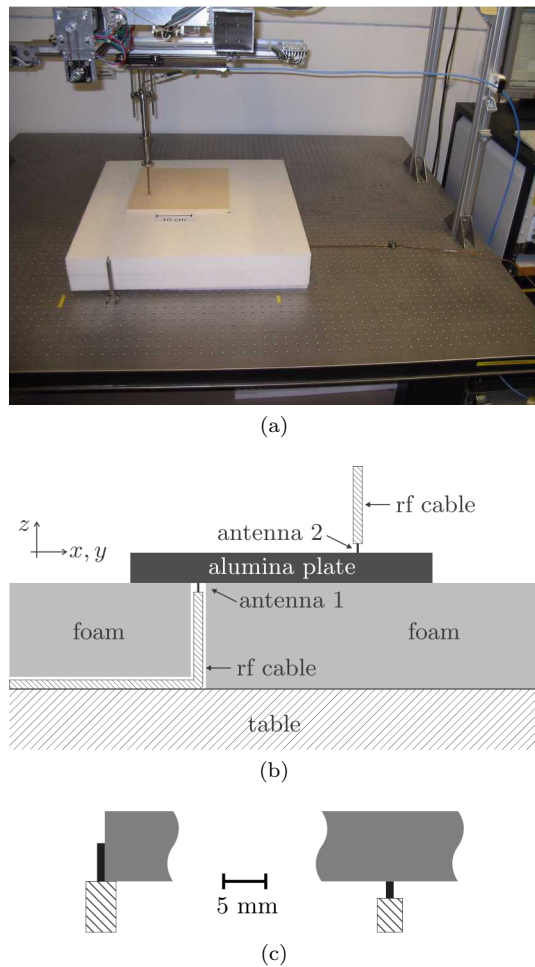 10 cm
(a)
z
x, y
rf cable
antenna 2
alumina plate
antenna 1
foam
foam
rf cable
table
(b)
5 mm
(c)